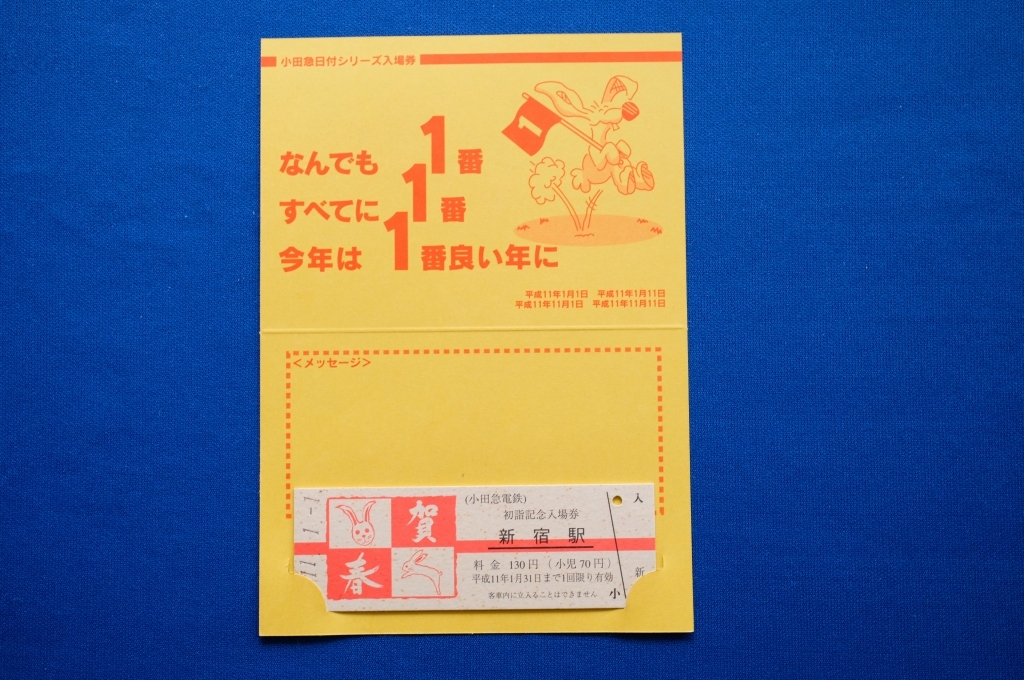 小田急日付シリーズ入場券
1
なんでも 1番
すべてに 1番
今年は 1番良い年に
平成11年1月1日 平成11年1月11日
平成11年11月1日 平成11年11月11日
<メッセージ>
11 1 -1
賀
春
(小田急電鉄)
初詣記念入場券
新宿駅
料金 130円 (小児70円)
平成11年1月31日まで1回限り有効
客車内に立入ることはできません
小
入
新